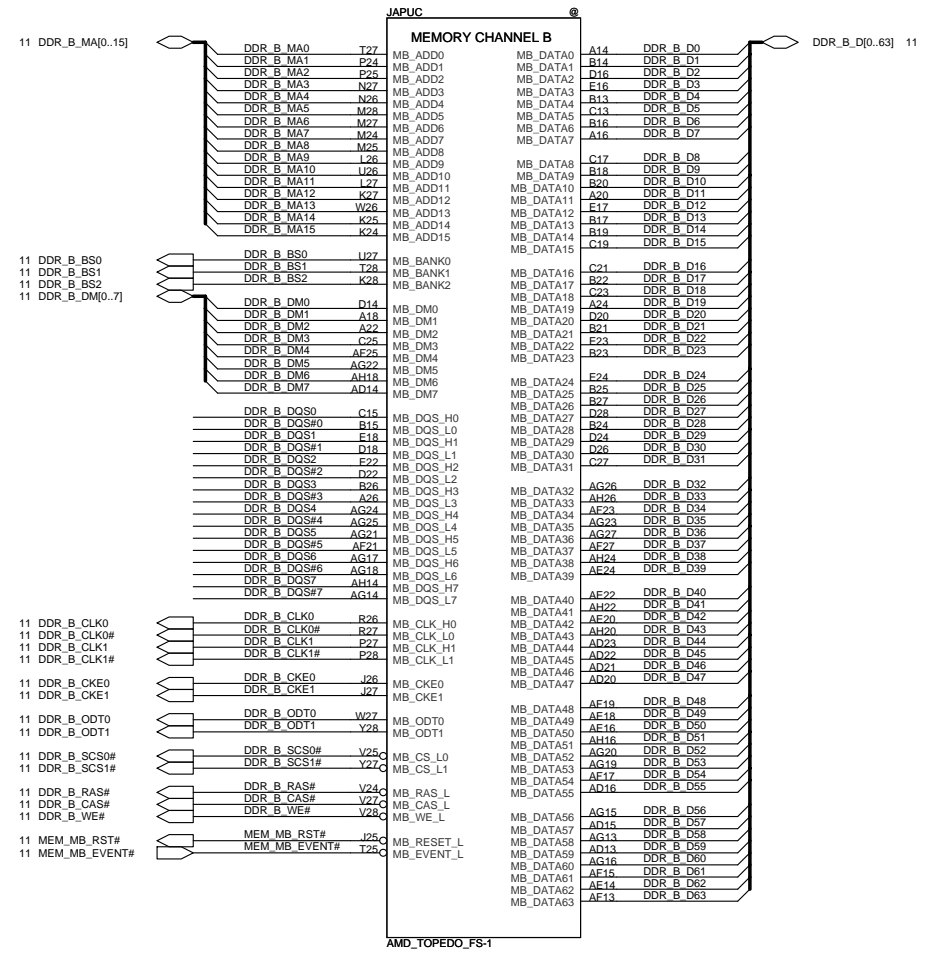 JAPUC @
MEMORY CHANNEL B
11 DDR_B_MA[0..15]
DDR_B_MA0 T27 MB_ADD0
DDR_B_MA1 P24 MB_ADD1
DDR_B_MA2 P25 MB_ADD2
DDR_B_MA3 N27 MB_ADD3
DDR_B_MA4 N26 MB_ADD4
DDR_B_MA5 M28 MB_ADD5
DDR_B_MA6 M27 MB_ADD6
DDR_B_MA7 M24 MB_ADD7
DDR_B_MA8 M25 MB_ADD8
DDR_B_MA9 L26 MB_ADD9
DDR_B_MA10 U26 MB_ADD10
DDR_B_MA11 L27 MB_ADD11
DDR_B_MA12 K27 MB_ADD12
DDR_B_MA13 W26 MB_ADD13
DDR_B_MA14 K25 MB_ADD14
DDR_B_MA15 K24 MB_ADD15
11 DDR_B_BS0 DDR_B_BS0 U27 MB_BANK0
11 DDR_B_BS1 DDR_B_BS1 T28 MB_BANK1
11 DDR_B_BS2 DDR_B_BS2 K28 MB_BANK2
11 DDR_B_DM[0..7]
DDR_B_DM0 D14 MB_DM0
DDR_B_DM1 A18 MB_DM1
DDR_B_DM2 A22 MB_DM2
DDR_B_DM3 C25 MB_DM3
DDR_B_DM4 AF25 MB_DM4
DDR_B_DM5 AG22 MB_DM5
DDR_B_DM6 AH18 MB_DM6
DDR_B_DM7 AD14 MB_DM7
DDR_B_DQS0 C15 MB_DQS_H0
DDR_B_DQS#0 B15 MB_DQS_L0
DDR_B_DQS1 E18 MB_DQS_H1
DDR_B_DQS#1 D18 MB_DQS_L1
DDR_B_DQS2 E22 MB_DQS_H2
DDR_B_DQS#2 D22 MB_DQS_L2
DDR_B_DQS3 B26 MB_DQS_H3
DDR_B_DQS#3 A26 MB_DQS_L3
DDR_B_DQS4 AG24 MB_DQS_H4
DDR_B_DQS#4 AG25 MB_DQS_L4
DDR_B_DQS5 AG21 MB_DQS_H5
DDR_B_DQS#5 AF21 MB_DQS_L5
DDR_B_DQS6 AG17 MB_DQS_H6
DDR_B_DQS#6 AG18 MB_DQS_L6
DDR_B_DQS7 AH14 MB_DQS_H7
DDR_B_DQS#7 AG14 MB_DQS_L7
11 DDR_B_CLK0 DDR_B_CLK0 R26 MB_CLK_H0
11 DDR_B_CLK0# DDR_B_CLK0# R27 MB_CLK_L0
11 DDR_B_CLK1 DDR_B_CLK1 P27 MB_CLK_H1
11 DDR_B_CLK1# DDR_B_CLK1# P28 MB_CLK_L1
11 DDR_B_CKE0 DDR_B_CKE0 J26 MB_CKE0
11 DDR_B_CKE1 DDR_B_CKE1 J27 MB_CKE1
11 DDR_B_ODT0 DDR_B_ODT0 W27 MB_ODT0
11 DDR_B_ODT1 DDR_B_ODT1 Y28 MB_ODT1
11 DDR_B_SCS0# DDR_B_SCS0# V25 MB_CS_L0
11 DDR_B_SCS1# DDR_B_SCS1# Y27 MB_CS_L1
11 DDR_B_RAS# DDR_B_RAS# V24 MB_RAS_L
11 DDR_B_CAS# DDR_B_CAS# V27 MB_CAS_L
11 DDR_B_WE# DDR_B_WE# V28 MB_WE_L
11 MEM_MB_RST# MEM_MB_RST# J25 MB_RESET_L
11 MEM_MB_EVENT# MEM_MB_EVENT# T25 MB_EVENT_L
DDR_B_D[0..63] 11
MB_DATA0 A14 DDR_B_D0
MB_DATA1 B14 DDR_B_D1
MB_DATA2 D16 DDR_B_D2
MB_DATA3 E16 DDR_B_D3
MB_DATA4 B13 DDR_B_D4
MB_DATA5 C13 DDR_B_D5
MB_DATA6 B16 DDR_B_D6
MB_DATA7 A16 DDR_B_D7
MB_DATA8 C17 DDR_B_D8
MB_DATA9 B18 DDR_B_D9
MB_DATA10 B20 DDR_B_D10
MB_DATA11 A20 DDR_B_D11
MB_DATA12 E17 DDR_B_D12
MB_DATA13 B17 DDR_B_D13
MB_DATA14 B19 DDR_B_D14
MB_DATA15 C19 DDR_B_D15
MB_DATA16 C21 DDR_B_D16
MB_DATA17 B22 DDR_B_D17
MB_DATA18 C23 DDR_B_D18
MB_DATA19 A24 DDR_B_D19
MB_DATA20 D20 DDR_B_D20
MB_DATA21 B21 DDR_B_D21
MB_DATA22 E23 DDR_B_D22
MB_DATA23 B23 DDR_B_D23
MB_DATA24 E24 DDR_B_D24
MB_DATA25 B25 DDR_B_D25
MB_DATA26 B27 DDR_B_D26
MB_DATA27 D28 DDR_B_D27
MB_DATA28 B24 DDR_B_D28
MB_DATA29 D24 DDR_B_D29
MB_DATA30 D26 DDR_B_D30
MB_DATA31 C27 DDR_B_D31
MB_DATA32 AG26 DDR_B_D32
MB_DATA33 AH26 DDR_B_D33
MB_DATA34 AF23 DDR_B_D34
MB_DATA35 AG23 DDR_B_D35
MB_DATA36 AG27 DDR_B_D36
MB_DATA37 AF27 DDR_B_D37
MB_DATA38 AH24 DDR_B_D38
MB_DATA39 AE24 DDR_B_D39
MB_DATA40 AE22 DDR_B_D40
MB_DATA41 AH22 DDR_B_D41
MB_DATA42 AE20 DDR_B_D42
MB_DATA43 AH20 DDR_B_D43
MB_DATA44 AD23 DDR_B_D44
MB_DATA45 AD22 DDR_B_D45
MB_DATA46 AD21 DDR_B_D46
MB_DATA47 AD20 DDR_B_D47
MB_DATA48 AF19 DDR_B_D48
MB_DATA49 AE18 DDR_B_D49
MB_DATA50 AE16 DDR_B_D50
MB_DATA51 AH16 DDR_B_D51
MB_DATA52 AG20 DDR_B_D52
MB_DATA53 AG19 DDR_B_D53
MB_DATA54 AF17 DDR_B_D54
MB_DATA55 AD16 DDR_B_D55
MB_DATA56 AG15 DDR_B_D56
MB_DATA57 AD15 DDR_B_D57
MB_DATA58 AG13 DDR_B_D58
MB_DATA59 AD13 DDR_B_D59
MB_DATA60 AG16 DDR_B_D60
MB_DATA61 AF15 DDR_B_D61
MB_DATA62 AE14 DDR_B_D62
MB_DATA63 AF13 DDR_B_D63
AMD_TOPEDO_FS-1